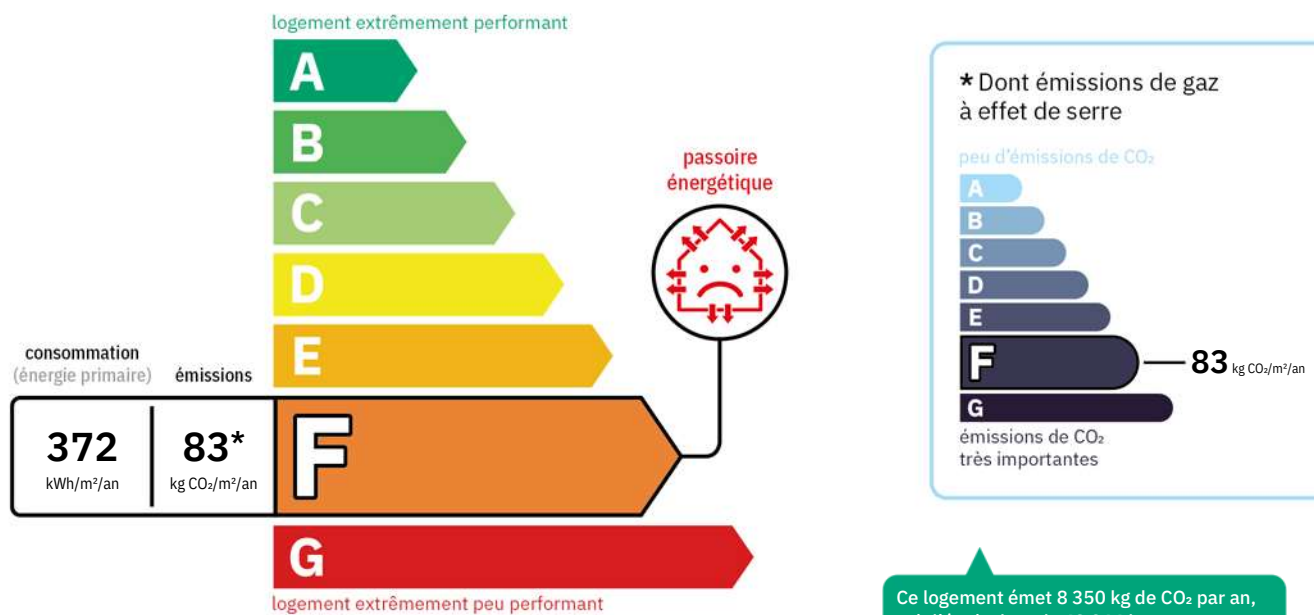 logement extrêmement performant
A
B
C
D
E
consommation
(énergie primaire)
émissions
372
kWh/m²/an
83*
kg CO₂/m²/an
F
G
logement extrêmement peu performant
passoire
énergétique
* Dont émissions de gaz
à effet de serre
peu d'émissions de CO₂
A
B
C
D
E
F
83 kg CO₂/m²/an
G
émissions de CO₂
très importantes
Ce logement émet 8 350 kg de CO₂ par an,